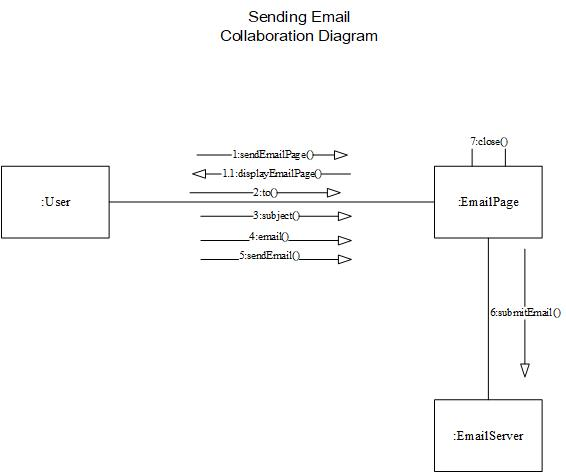 Sending Email
Collaboration Diagram
7:close()
1:sendEmailPage()
1.1:displayEmailPage()
2:to()
:User
:EmailPage
3:subject()
4:email()
5:sendEmail()
6:submitEmail()
:EmailServer